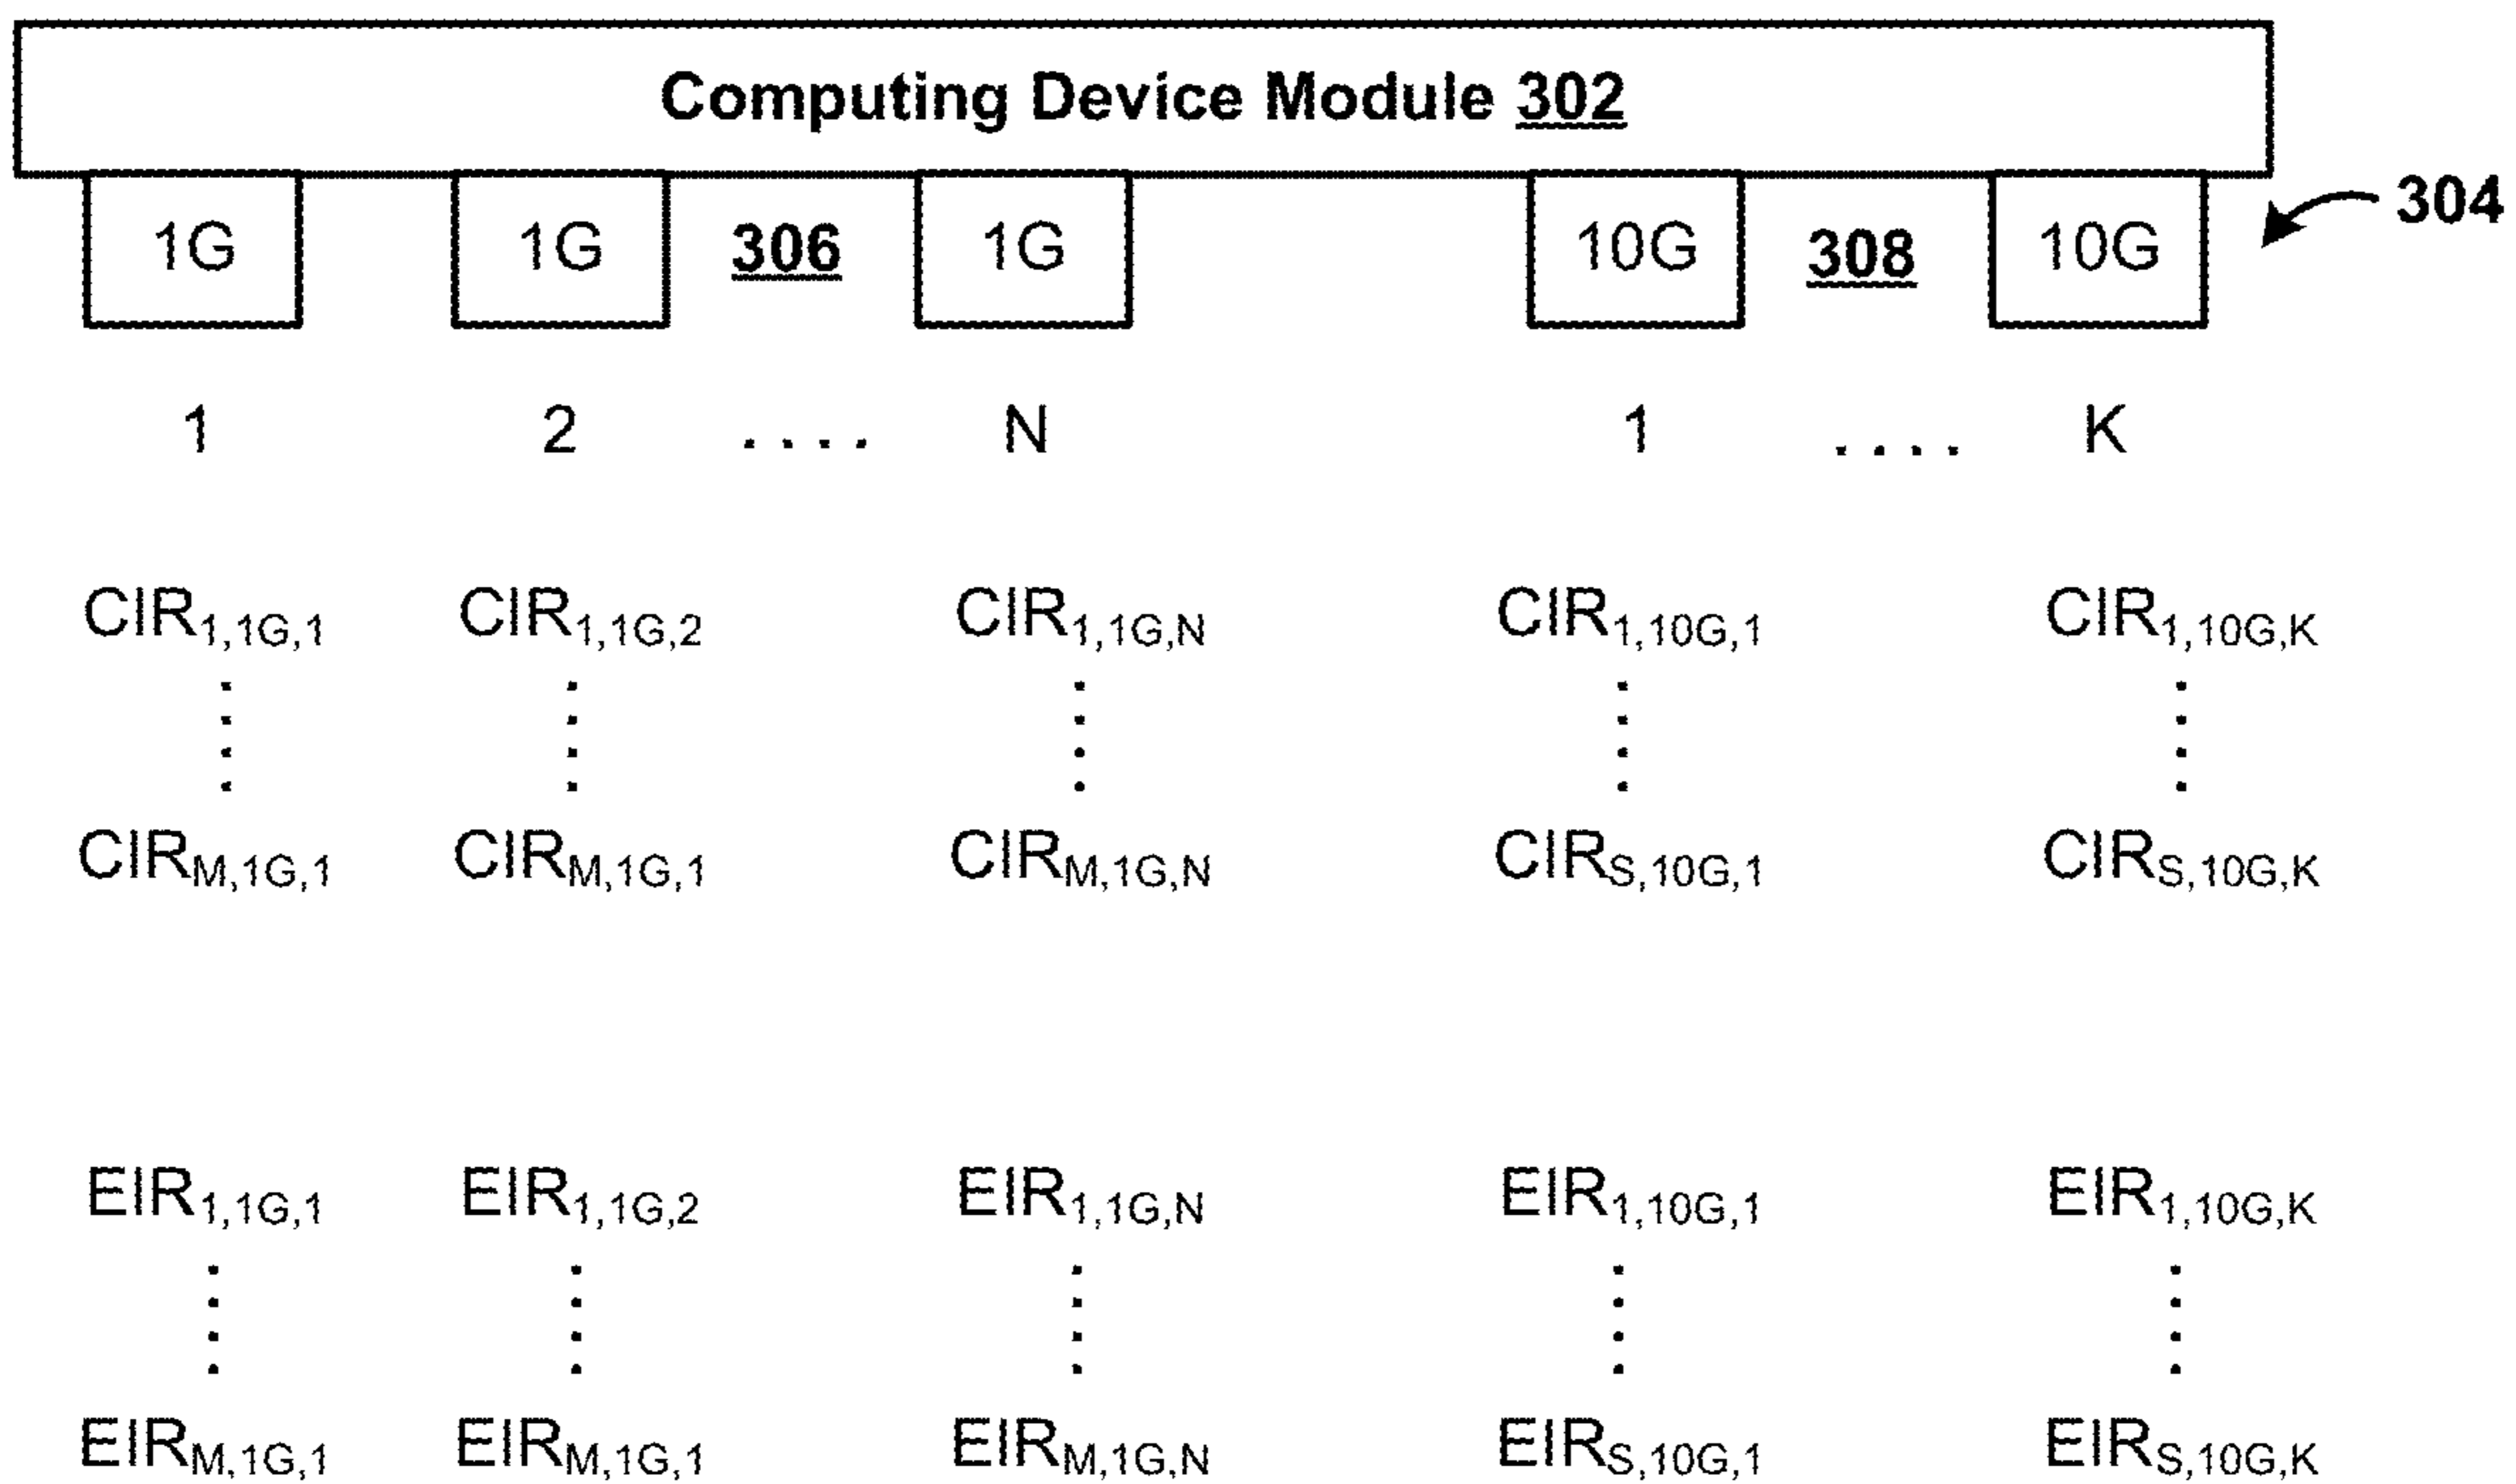 Computing Device Module 302
1G 1G 306 1G 10G 308 10G 304
1 2 .... N 1 .... K
CIR1,1G,1 CIR1,1G,2 CIR1,1G,N CIR1,10G,1 CIR1,10G,K
CIRM,1G,1 CIRM,1G,1 CIRM,1G,N CIRS,10G,1 CIRS,10G,K
EIR1,1G,1 EIR1,1G,2 EIR1,1G,N EIR1,10G,1 EIR1,10G,K
EIRM,1G,1 EIRM,1G,1 EIRM,1G,N EIRS,10G,1 EIRS,10G,K